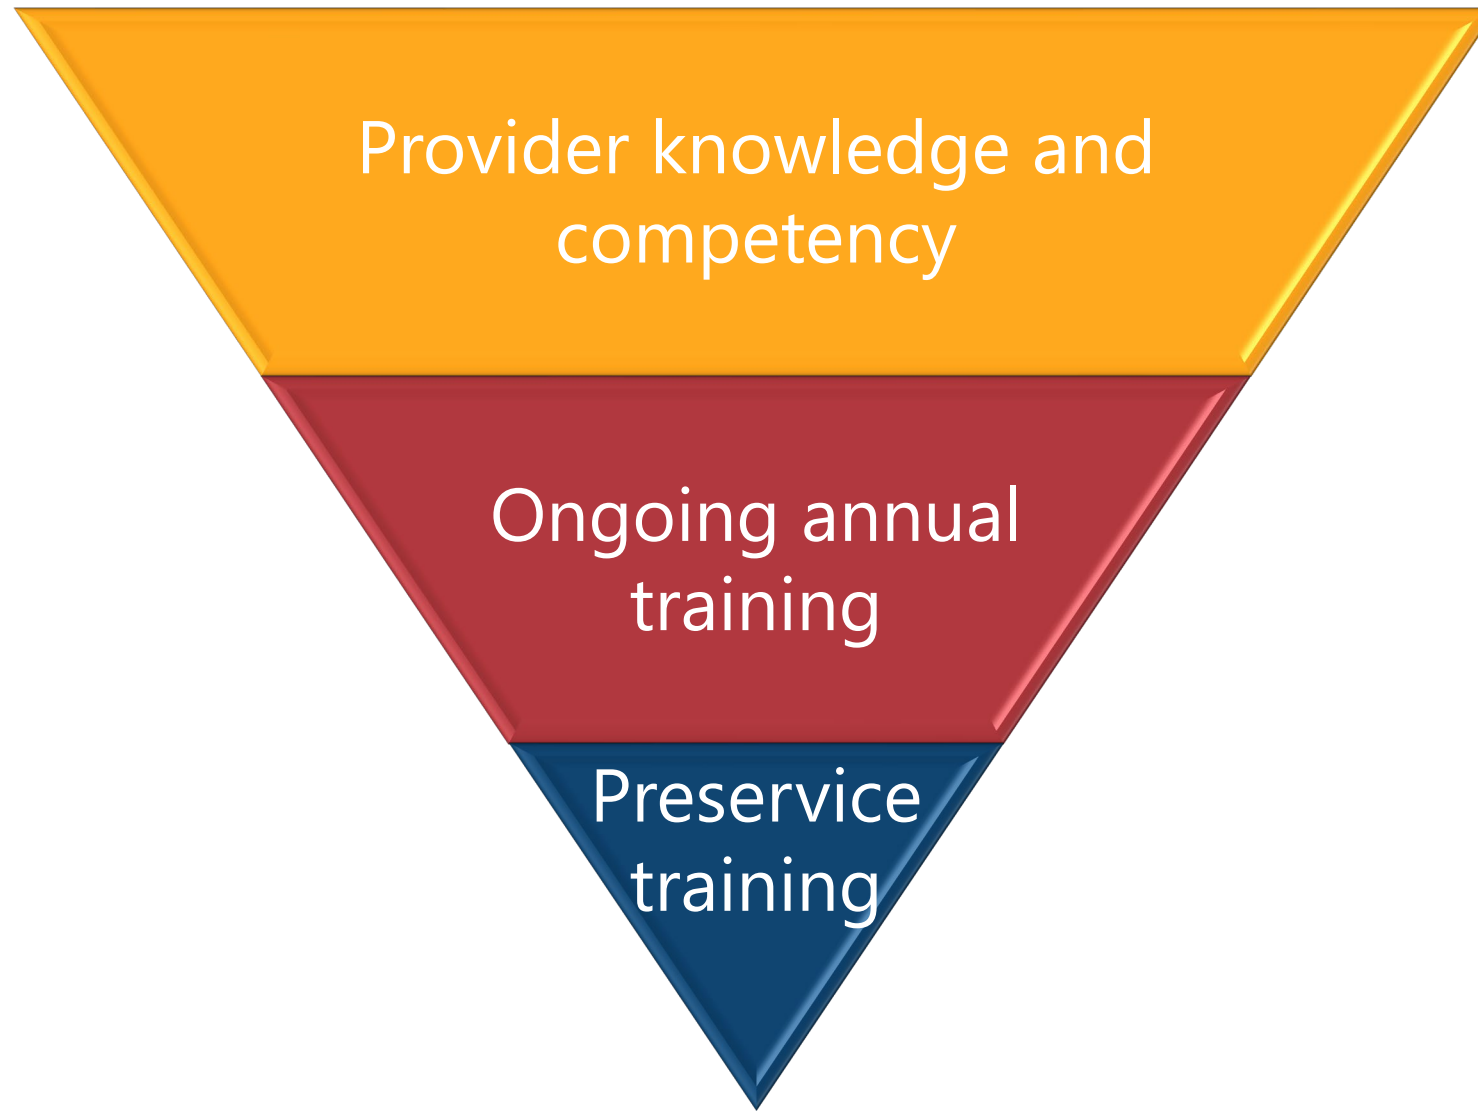 Provider knowledge and
competency
Ongoing annual
training
Preservice
training